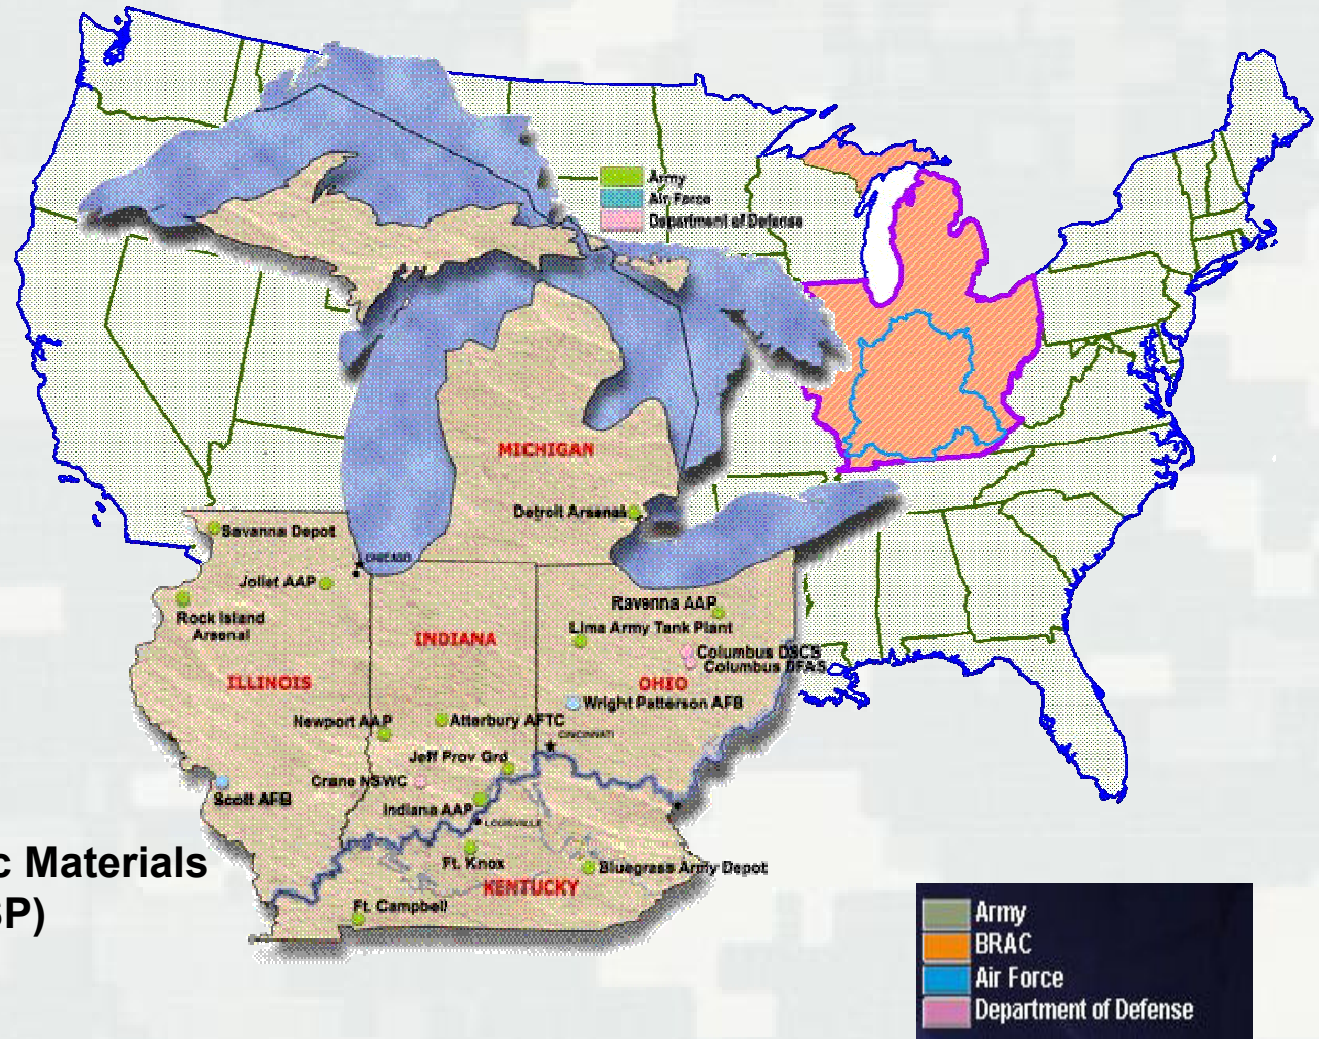 Army
Air Force
Department of Defense
MICHIGAN
Detroit Arsenal
Savanna Depot
CHICAGO
Joliet AAP
Rock Island
Arsenal
Ravenna AAP
Lima Army Tank Plant
INDIANA
Columbus DSCS
Columbus DFAS
ILLINOIS
OHIO
Wright Patterson AFB
Newport AAP
Atterbury AFTC
CINCINNATI
Jeff Prov Grd
Crane NSWC
Scott AFB
Indiana AAP
LOUISVILLE
Ft. Knox
Bluegrass Army Depot
KENTUCKY
Ft. Campbell
c Materials
P)
Army
BRAC
Air Force
Department of Defense